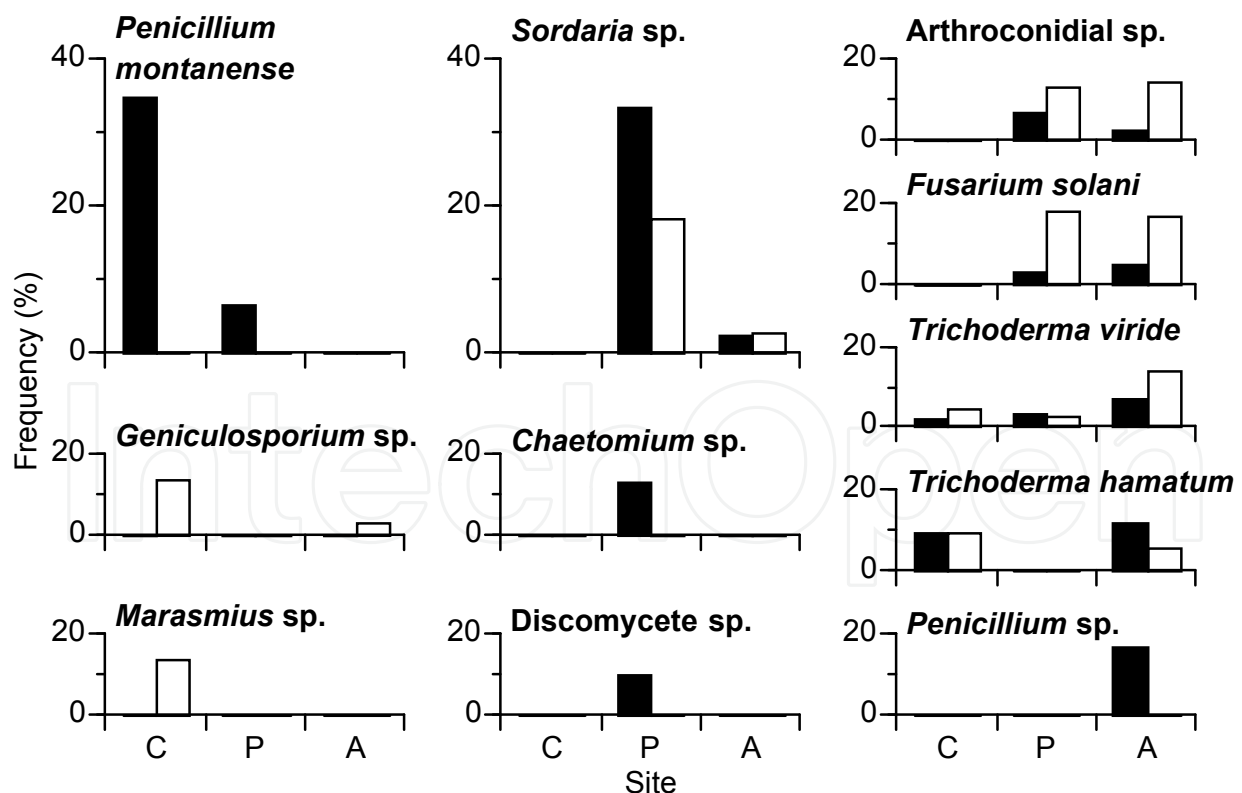 Penicillium
montanense
40
20
0
Geniculosporium sp.
20
0
Marasmius sp.
20
0
C P A
Sordaria sp.
40
20
0
Chaetomium sp.
20
0
Discomycete sp.
20
0
C P A
Arthroconidial sp.
20
0
Fusarium solani
20
0
Trichoderma viride
20
0
Trichoderma hamatum
20
0
Penicillium sp.
20
0
C P A
Frequency (%)
Site
IntechOpen